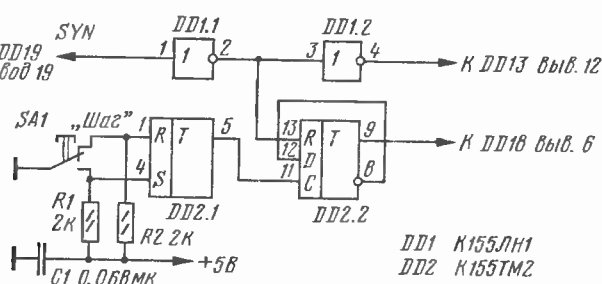 SYN
DD1.1
DD1.2
DD19
вод 19
1 1 2
3 1 4
К DD13 Выв. 12
SA1 „Шаг"
1 R T 5
4 S
DD2.1
13 R T 9
12 D
11 C 8
DD2.2
К DD18 Выв. 6
R1
2к
R2 2к
C1 0,068мк
+5В
DD1 К155ЛН1
DD2 К155ТМ2